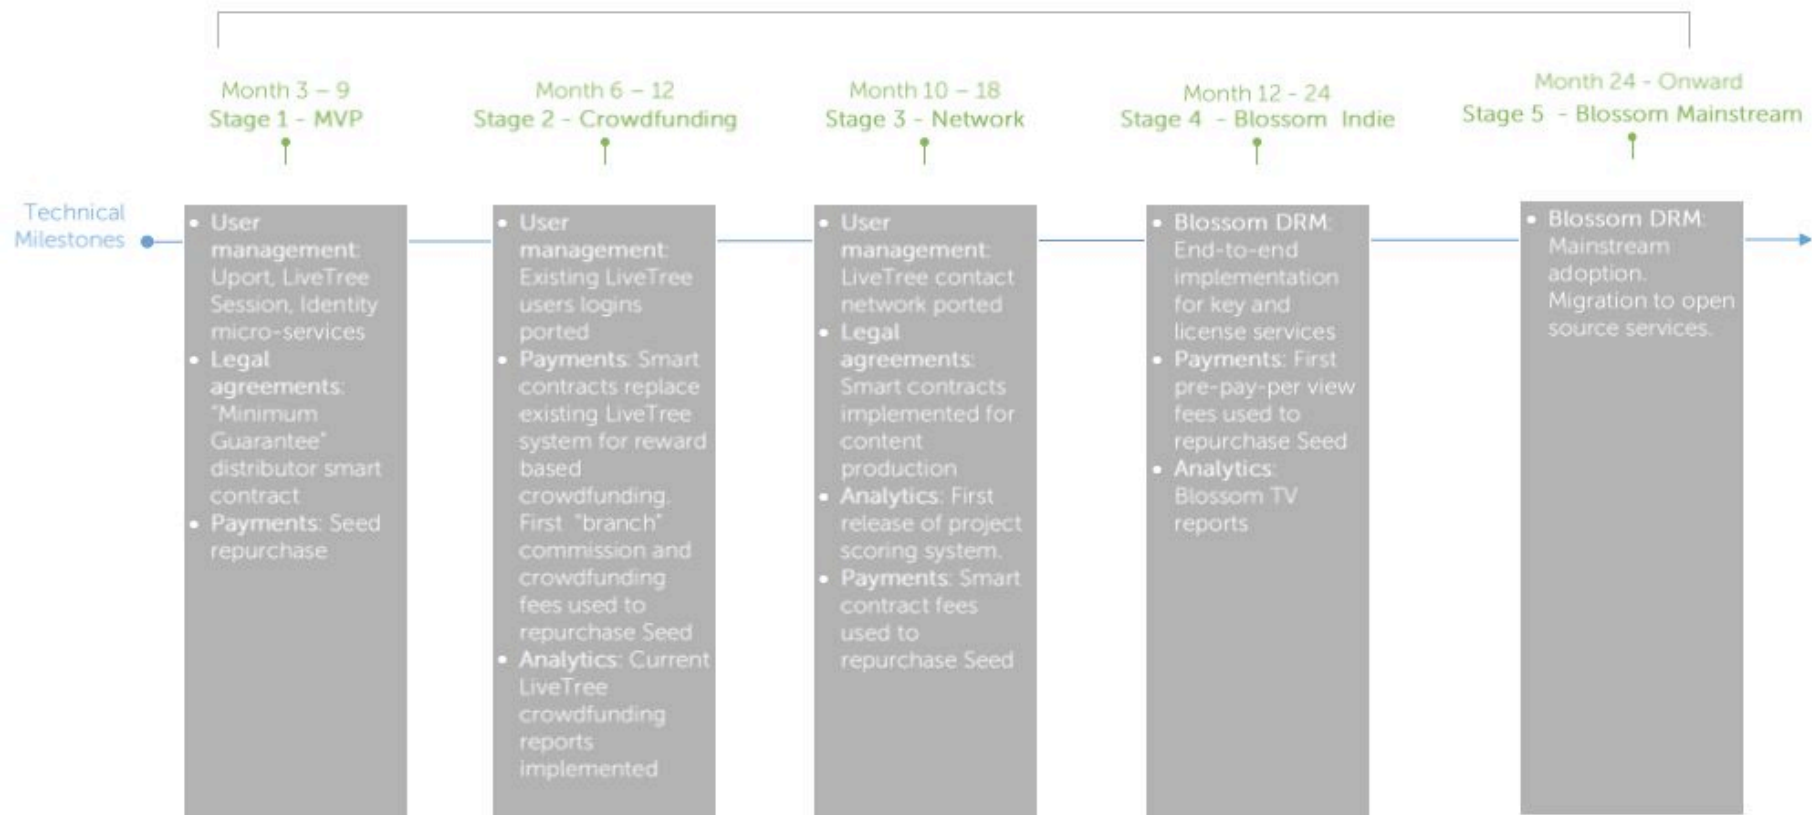 Month 3 – 9
Stage 1 - MVP
Month 6 – 12
Stage 2 - Crowdfunding
Month 10 – 18
Stage 3 - Network
Month 12 - 24
Stage 4 - Blossom Indie
Month 24 - Onward
Stage 5 - Blossom Mainstream
Technical
Milestones
• User
management:
Uport, LiveTree
Session, Identity
micro-services
• Legal
agreements:
"Minimum
Guarantee"
distributor smart
contract
• Payments: Seed
repurchase
• User
management:
Existing LiveTree
users logins
ported
• Payments: Smart
contracts replace
existing LiveTree
system for reward
based
crowdfunding.
First "branch"
commission and
crowdfunding
fees used to
repurchase Seed
• Analytics: Current
LiveTree
crowdfunding
reports
implemented
• User
management:
LiveTree contact
network ported
• Legal
agreements:
Smart contracts
implemented for
content
production
• Analytics: First
release of project
scoring system.
• Payments: Smart
contract fees
used to
repurchase Seed
• Blossom DRM:
End-to-end
implementation
for key and
license services
• Payments: First
pre-pay-per view
fees used to
repurchase Seed
• Analytics:
Blossom TV
reports
• Blossom DRM:
Mainstream
adoption.
Migration to open
source services.